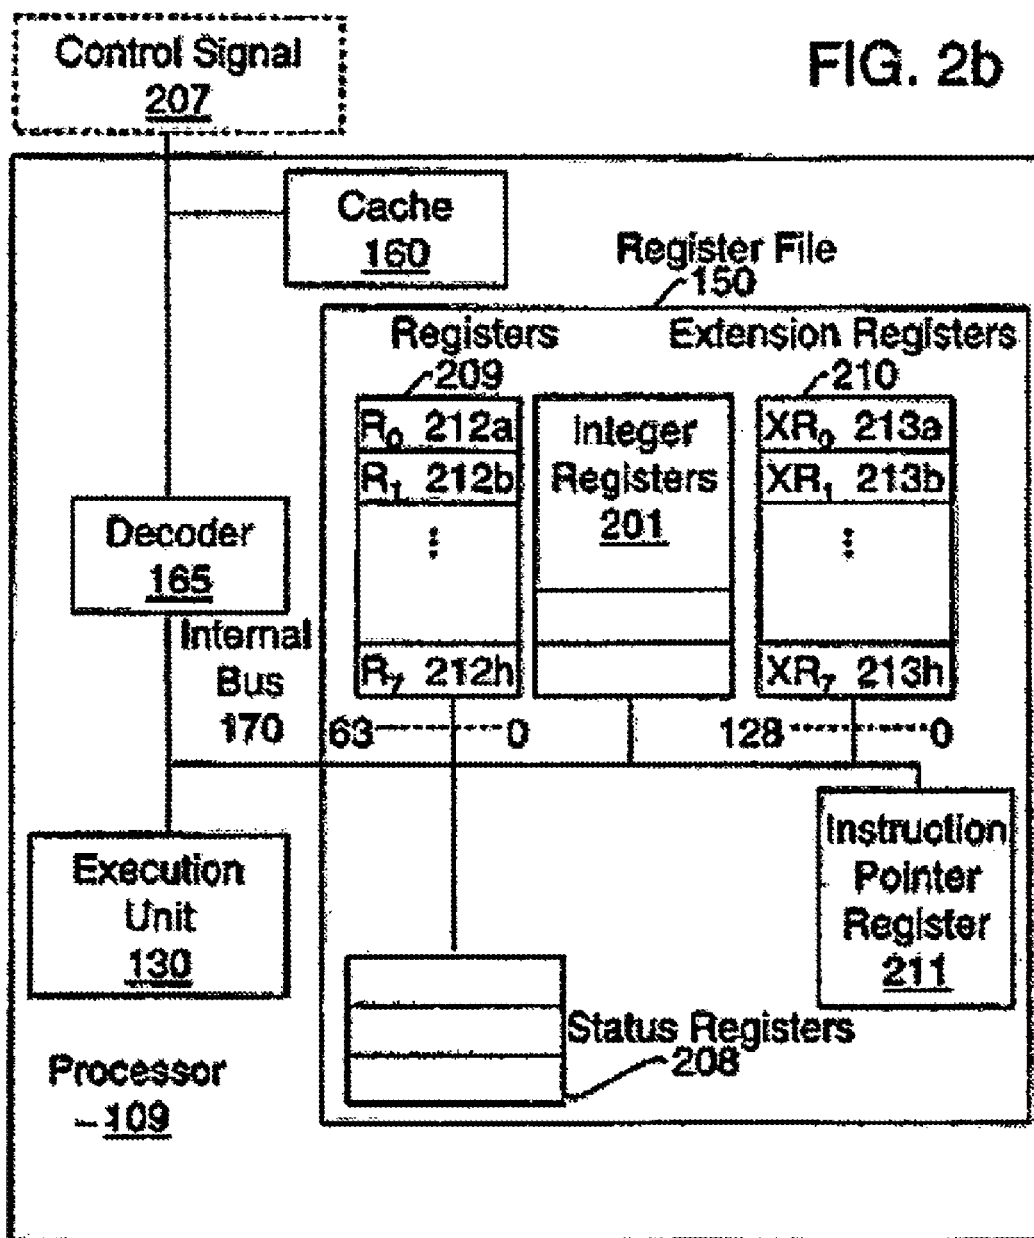 Control Signal
207
FIG. 2b
Cache
160
Register File
150
Registers
209
Extension Registers
210
R0 212a
R1 212b
⋮
R7 212h
Integer
Registers
201
XR0 213a
XR1 213b
⋮
XR7 213h
Decoder
165
Internal
Bus
170
63 0
128 0
Execution
Unit
130
Instruction
Pointer
Register
211
Status Registers
208
Processor
109